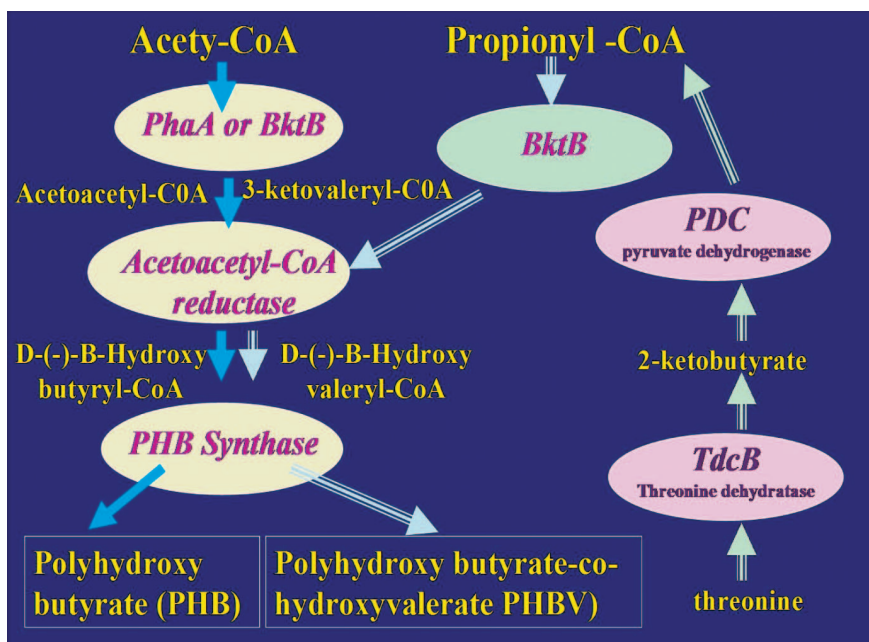 Acety-CoA
Propionyl -CoA
PhaA or BktB
BktB
Acetoacetyl-C0A
3-ketovaleryl-C0A
PDC
pyruvate dehydrogenase
Acetoacetyl-CoA
reductase
D-(-)-B-Hydroxy
butyryl-CoA
D-(-)-B-Hydroxy
valeryl-CoA
2-ketobutyrate
PHB Synthase
TdcB
Threonine dehydratase
Polyhydroxy
butyrate (PHB)
Polyhydroxy butyrate-co-
hydroxyvalerate PHBV)
threonine